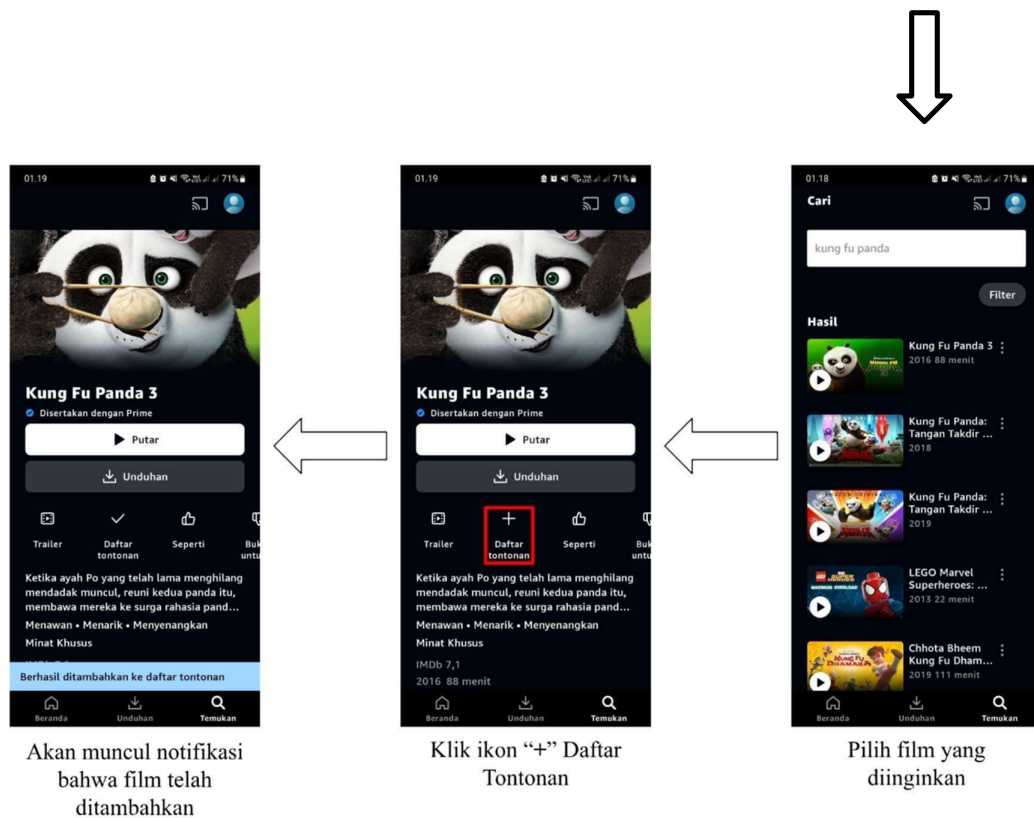 01.19
71%
Kung Fu Panda 3
Disertakan dengan Prime
Putar
Unduhan
Trailer
Daftar
tontonan
Seperti
Buk
untu
Ketika ayah Po yang telah lama menghilang
mendadak muncul, reuni kedua panda itu,
membawa mereka ke surga rahasia pand...
Menawan • Menarik • Menyenangkan
Minat Khusus
Berhasil ditambahkan ke daftar tontonan
Beranda
Unduhan
Temukan
Akan muncul notifikasi
bahwa film telah
ditambahkan
01.19
71%
Kung Fu Panda 3
Disertakan dengan Prime
Putar
Unduhan
Trailer
Daftar
tontonan
Seperti
Buk
untu
Ketika ayah Po yang telah lama menghilang
mendadak muncul, reuni kedua panda itu,
membawa mereka ke surga rahasia pand...
Menawan • Menarik • Menyenangkan
Minat Khusus
IMDb 7,1
2016 88 menit
Beranda
Unduhan
Temukan
Klik ikon “+” Daftar
Tontonan
01.18
71%
Cari
kung fu panda
Filter
Hasil
Kung Fu Panda 3
2016 88 menit
Kung Fu Panda:
Tangan Takdir ...
2018
Kung Fu Panda:
Tangan Takdir ...
2019
LEGO Marvel
Superheroes: ...
2013 22 menit
Chhota Bheem
Kung Fu Dham...
2019 111 menit
Beranda
Unduhan
Temukan
Pilih film yang
diinginkan